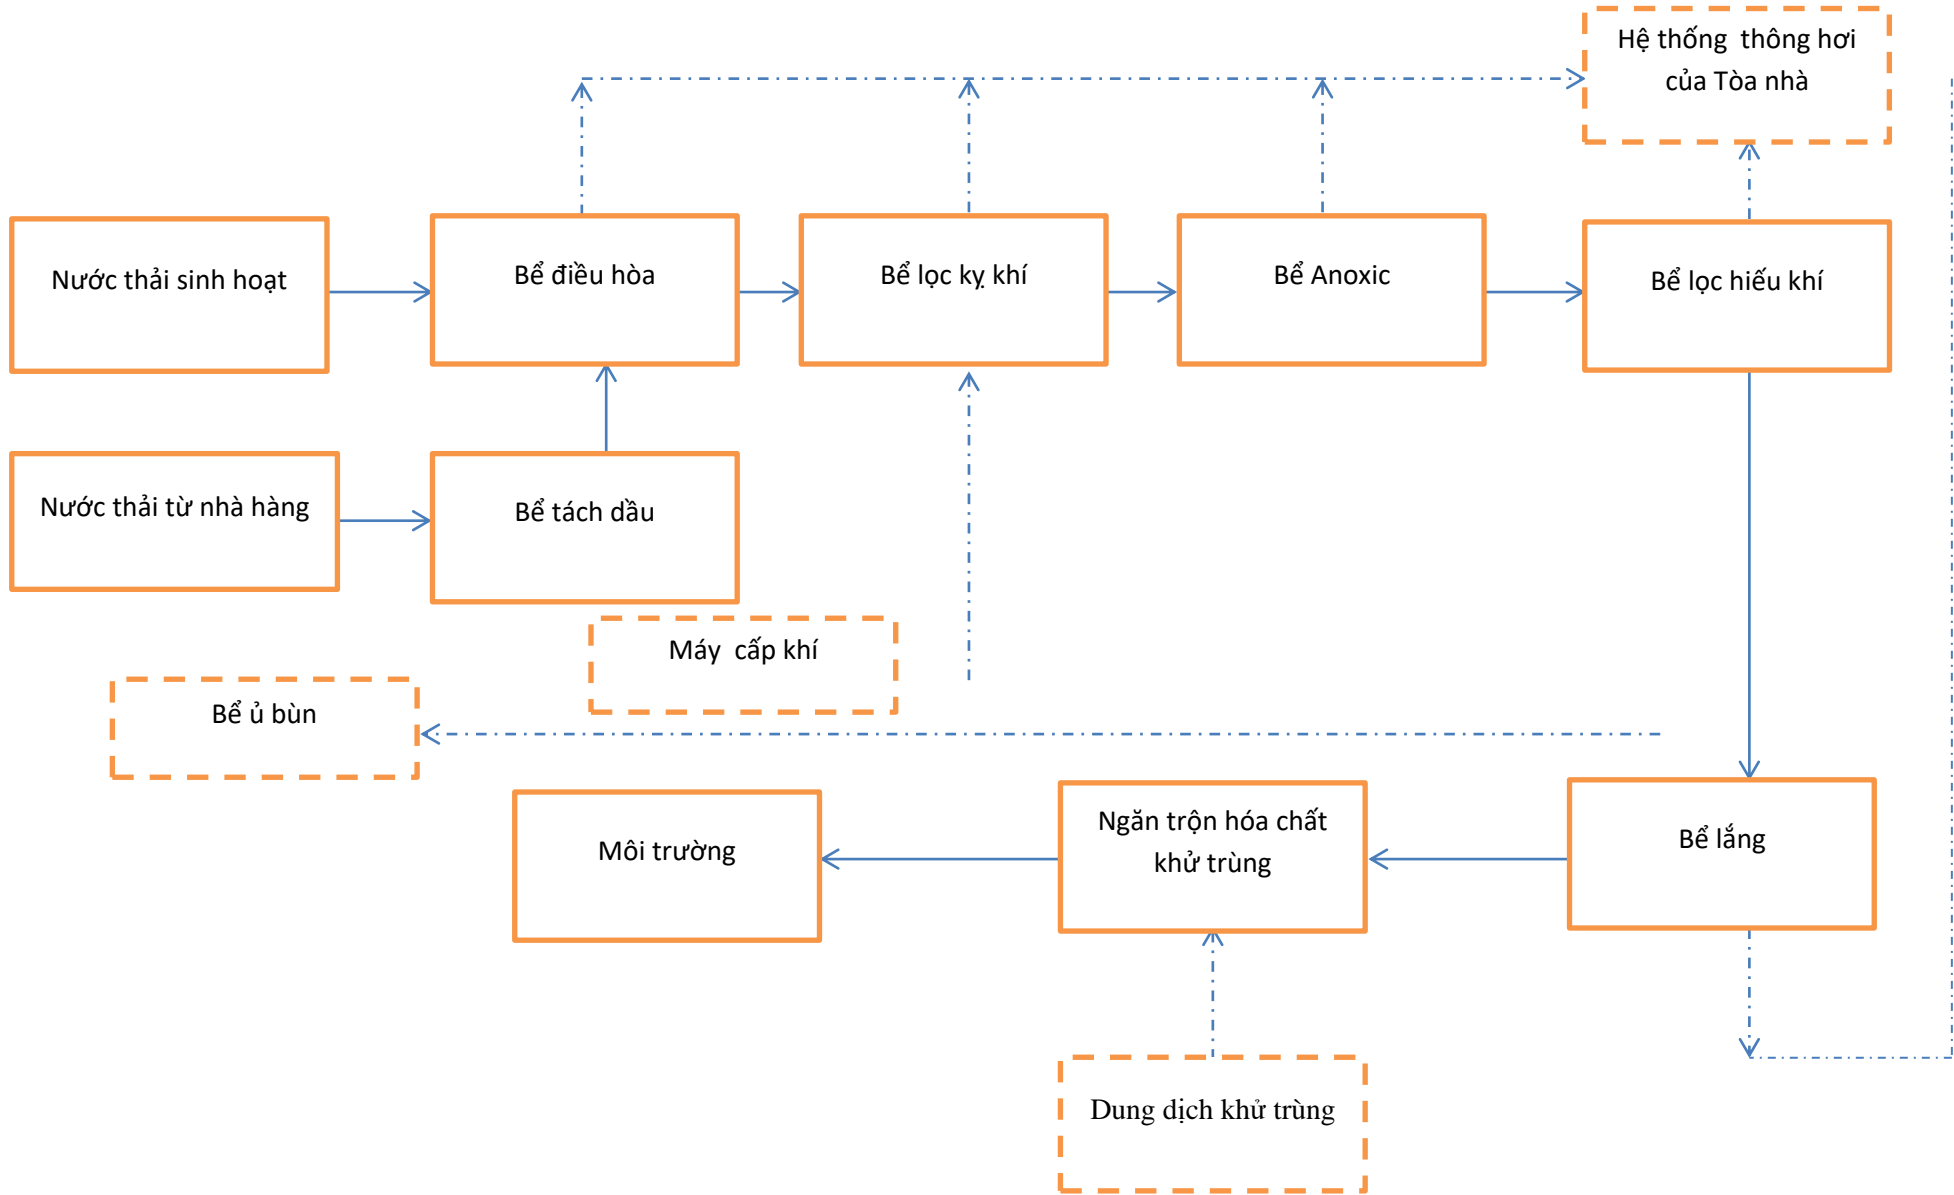 Hệ thống thông hơi
của Tòa nhà
Nước thải sinh hoạt
Bể điều hòa
Bể lọc kỵ khí
Bể Anoxic
Bể lọc hiếu khí
Nước thải từ nhà hàng
Bể tách dầu
Máy cấp khí
Bể ủ bùn
Môi trường
Ngăn trộn hóa chất
khử trùng
Bể lắng
Dung dịch khử trùng